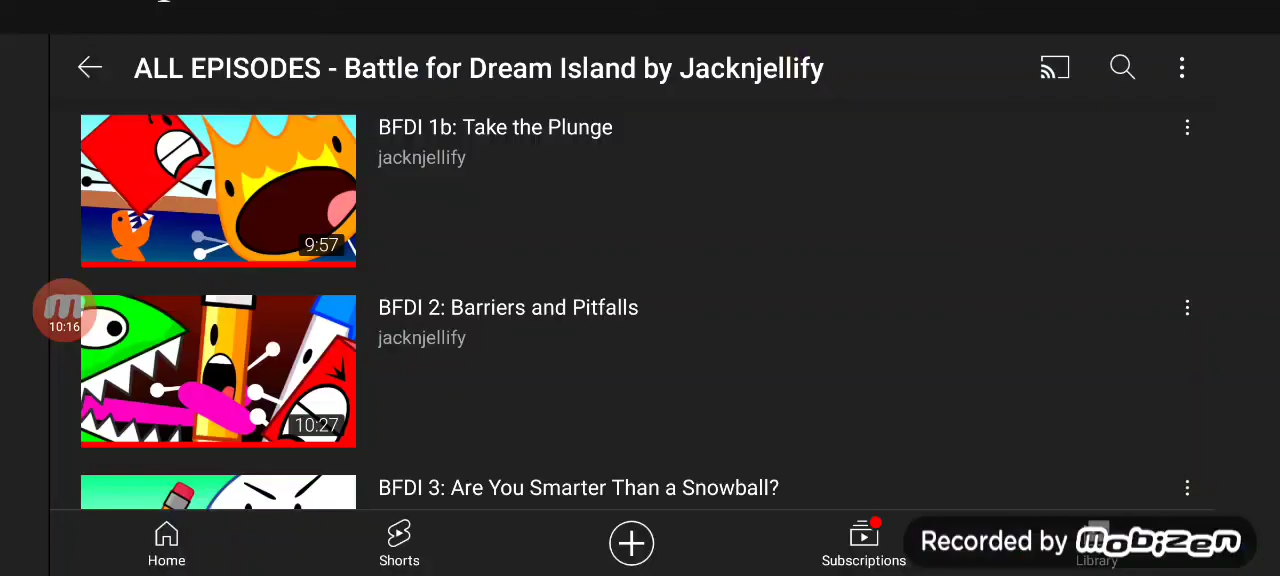 ALL EPISODES - Battle for Dream Island by Jacknjellify
BFDI 1b: Take the Plunge
jacknjellify
9:57
BFDI 2: Barriers and Pitfalls
jacknjellify
10:16
10:27
BFDI 3: Are You Smarter Than a Snowball?
Home
Shorts
Subscriptions
Library
Recorded by mobizen